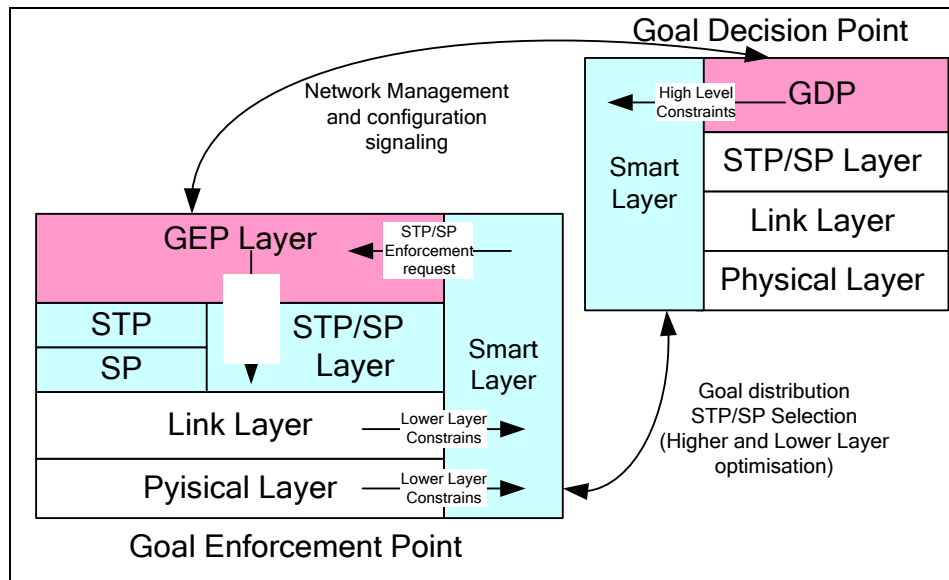 Goal Decision Point
Network Management
and configuration
signaling
High Level
Constraints
GDP
Smart
Layer
STP/SP Layer
Link Layer
Physical Layer
GEP Layer
STP/SP
Enforcement
request
STP
SP
STP/SP
Layer
Smart
Layer
Link Layer
Lower Layer
Constrains
Pyisical Layer
Lower Layer
Constrains
Goal distribution
STP/SP Selection
(Higher and Lower Layer
optimisation)
Goal Enforcement Point